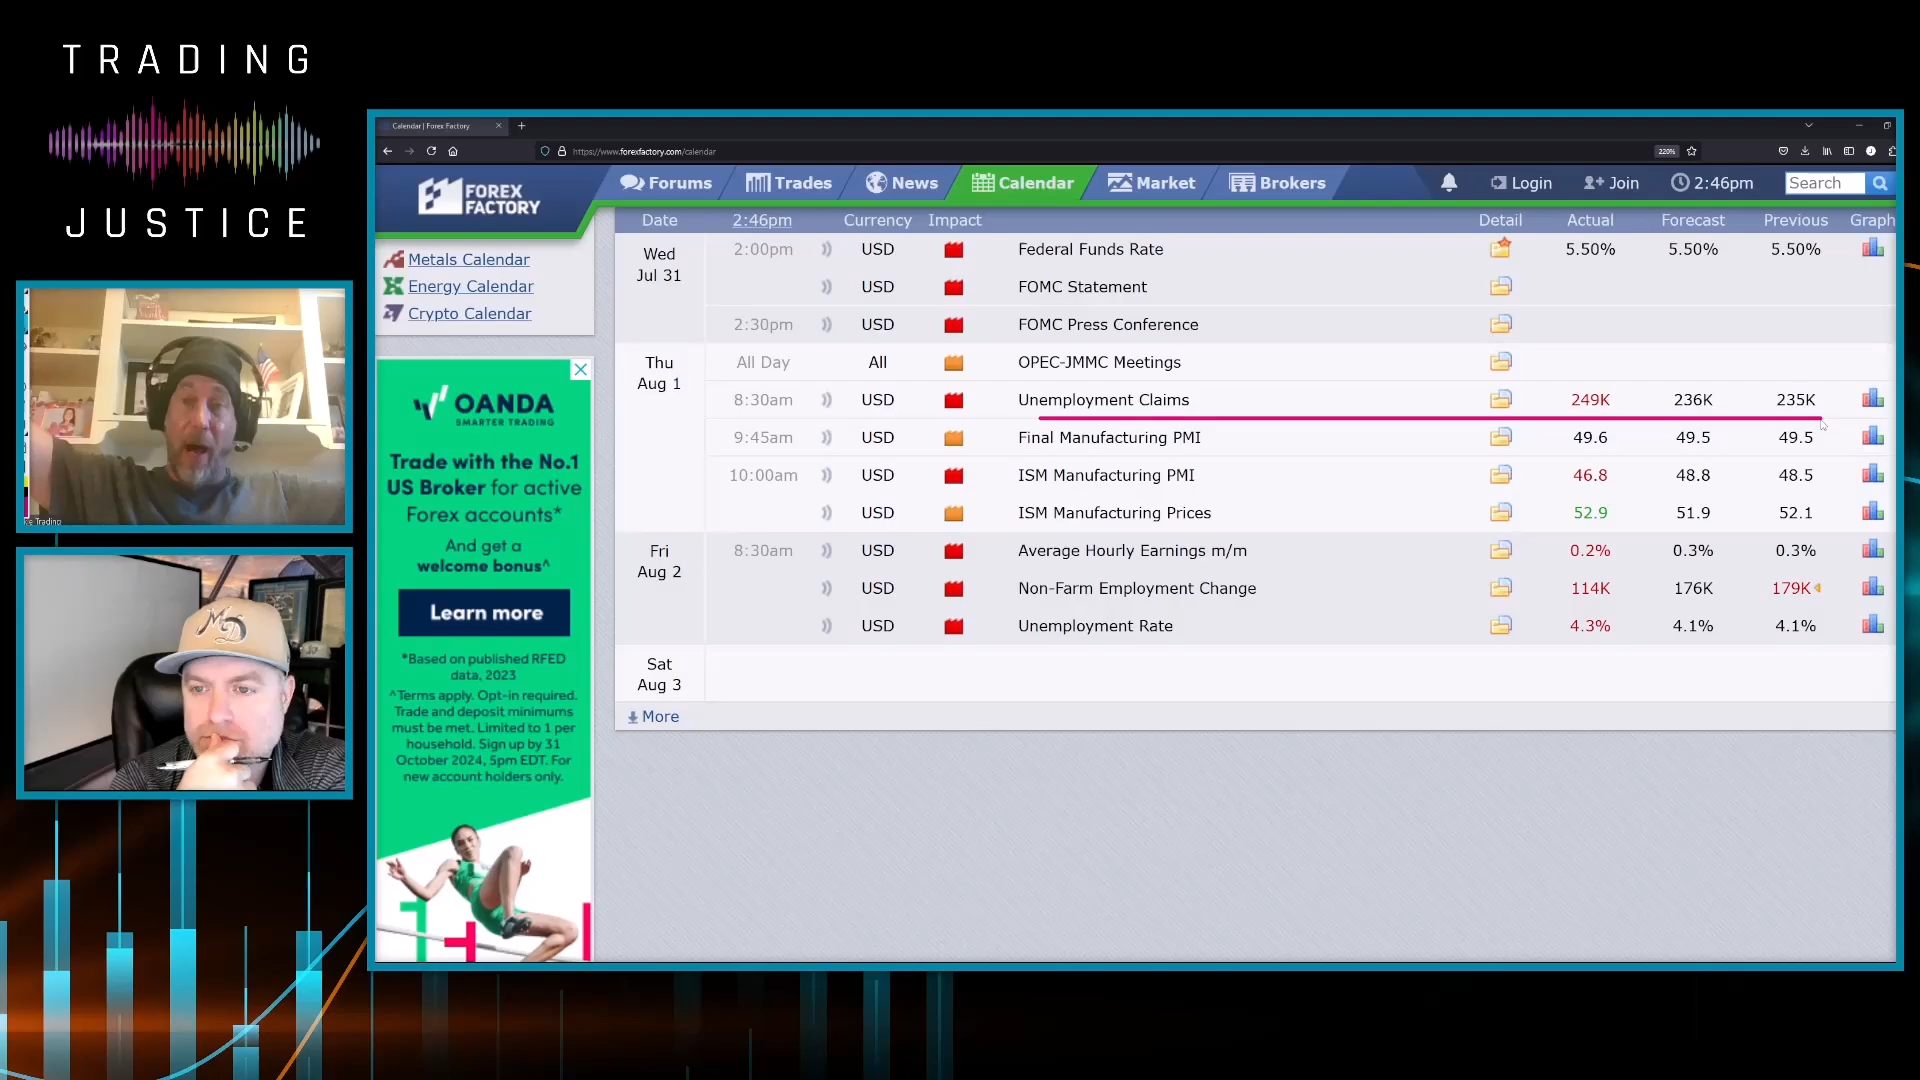 TRADING
JUSTICE
ce Trading
MD
Calendar | Forex Factory
https://www.forexfactory.com/calendar
220%
FOREX
FACTORY
Forums
Trades
News
Calendar
Market
Brokers
Login
Join
2:46pm
Search
Metals Calendar
Energy Calendar
Crypto Calendar
OANDA
SMARTER TRADING
Trade with the No.1
US Broker for active
Forex accounts*
And get a
welcome bonus^
Learn more
*Based on published RFED
data, 2023
^Terms apply. Opt-in required.
Trade and deposit minimums
must be met. Limited to 1 per
household. Sign up by 31
October 2024, 5pm EDT. For
new account holders only.
Date 2:46pm Currency Impact Detail Actual Forecast Previous Graph
Wed Jul 31 2:00pm USD Federal Funds Rate 5.50% 5.50% 5.50%
USD FOMC Statement
2:30pm USD FOMC Press Conference
Thu Aug 1 All Day All OPEC-JMMC Meetings
8:30am USD Unemployment Claims 249K 236K 235K
9:45am USD Final Manufacturing PMI 49.6 49.5 49.5
10:00am USD ISM Manufacturing PMI 46.8 48.8 48.5
USD ISM Manufacturing Prices 52.9 51.9 52.1
Fri Aug 2 8:30am USD Average Hourly Earnings m/m 0.2% 0.3% 0.3%
USD Non-Farm Employment Change 114K 176K 179K
USD Unemployment Rate 4.3% 4.1% 4.1%
Sat Aug 3
More